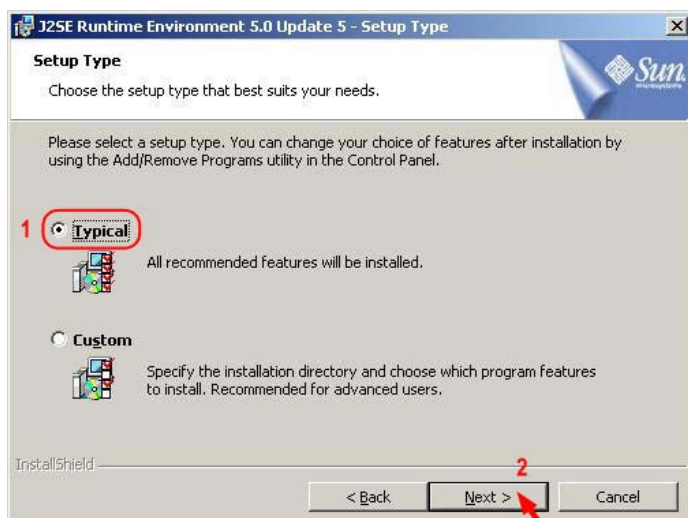 J2SE Runtime Environment 5.0 Update 5 - Setup Type
Setup Type
Choose the setup type that best suits your needs.
Sun
microsystems
Please select a setup type. You can change your choice of features after installation by
using the Add/Remove Programs utility in the Control Panel.
1
Typical
All recommended features will be installed.
Custom
Specify the installation directory and choose which program features
to install. Recommended for advanced users.
InstallShield
2
< Back
Next >
Cancel